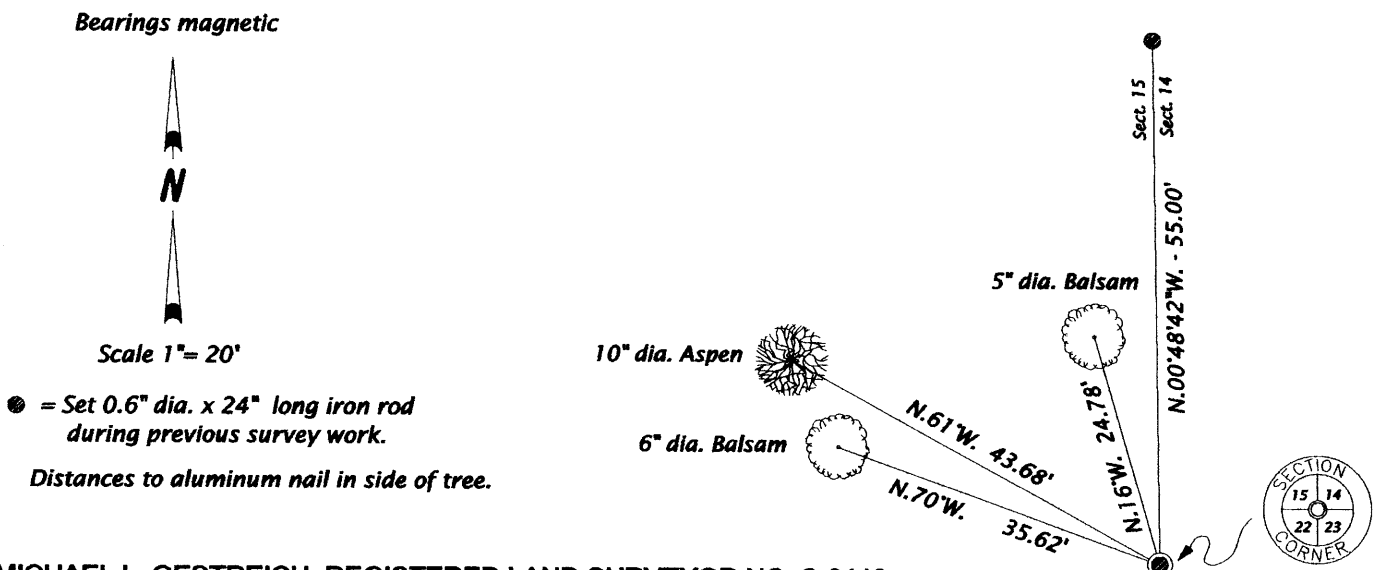 Bearings magnetic
N
Scale 1"= 20'
= Set 0.6" dia. x 24" long iron rod
during previous survey work.
Distances to aluminum nail in side of tree.
Sect. 15
Sect. 14
N.00°48'42"W. - 55.00'
5" dia. Balsam
10" dia. Aspen
6" dia. Balsam
N.61°W. 43.68'
N.16°W. 24.78'
N.70°W. 35.62'
SECTION
15 14
22 23
CORNER